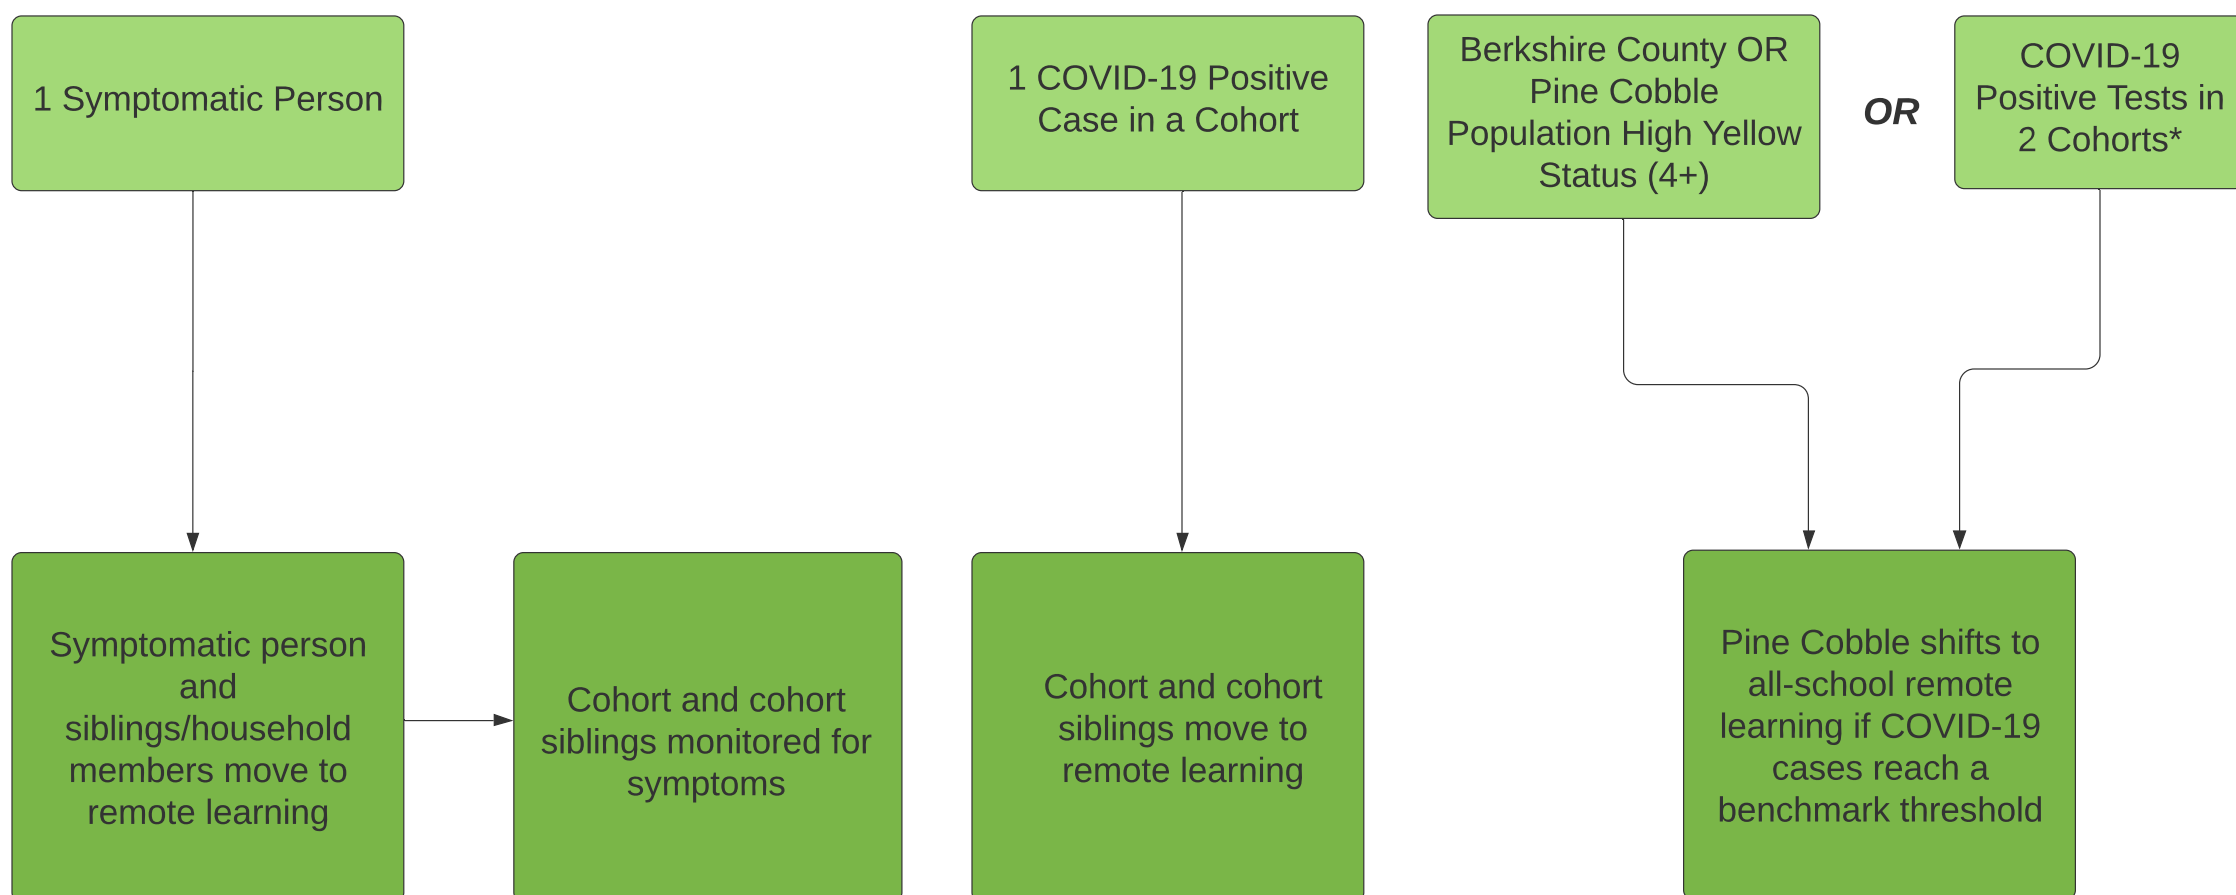 1 Symptomatic Person
1 COVID-19 Positive
Case in a Cohort
Berkshire County OR
Pine Cobble
Population High Yellow
Status (4+)
OR
COVID-19
Positive Tests in
2 Cohorts*
Symptomatic person
and
siblings/household
members move to
remote learning
Cohort and cohort
siblings monitored for
symptoms
Cohort and cohort
siblings move to
remote learning
Pine Cobble shifts to
all-school remote
learning if COVID-19
cases reach a
benchmark threshold